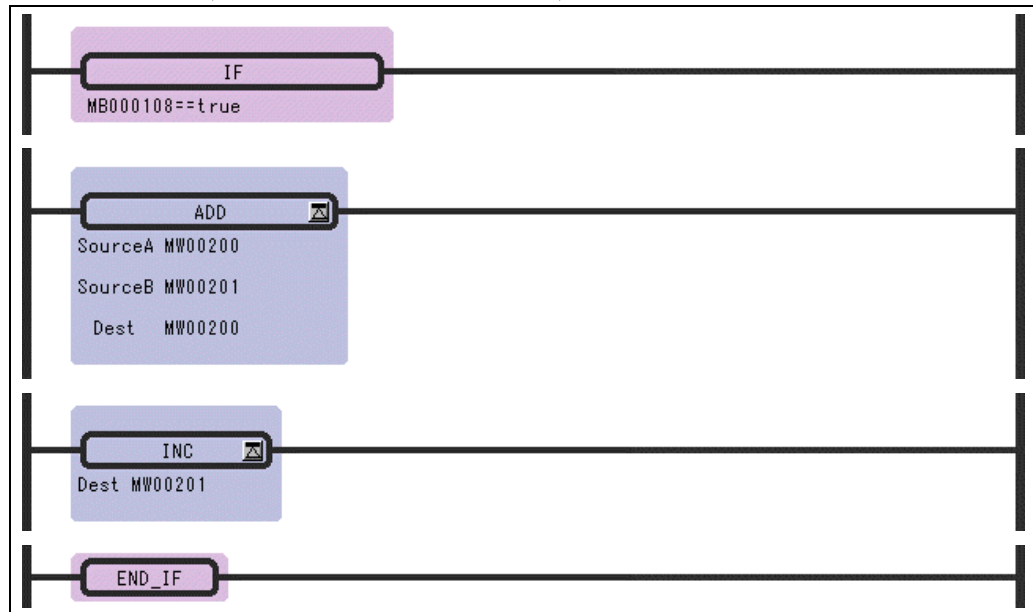 IF
MB000108==true
ADD
SourceA MW00200
SourceB MW00201
Dest MW00200
INC
Dest MW00201
END_IF